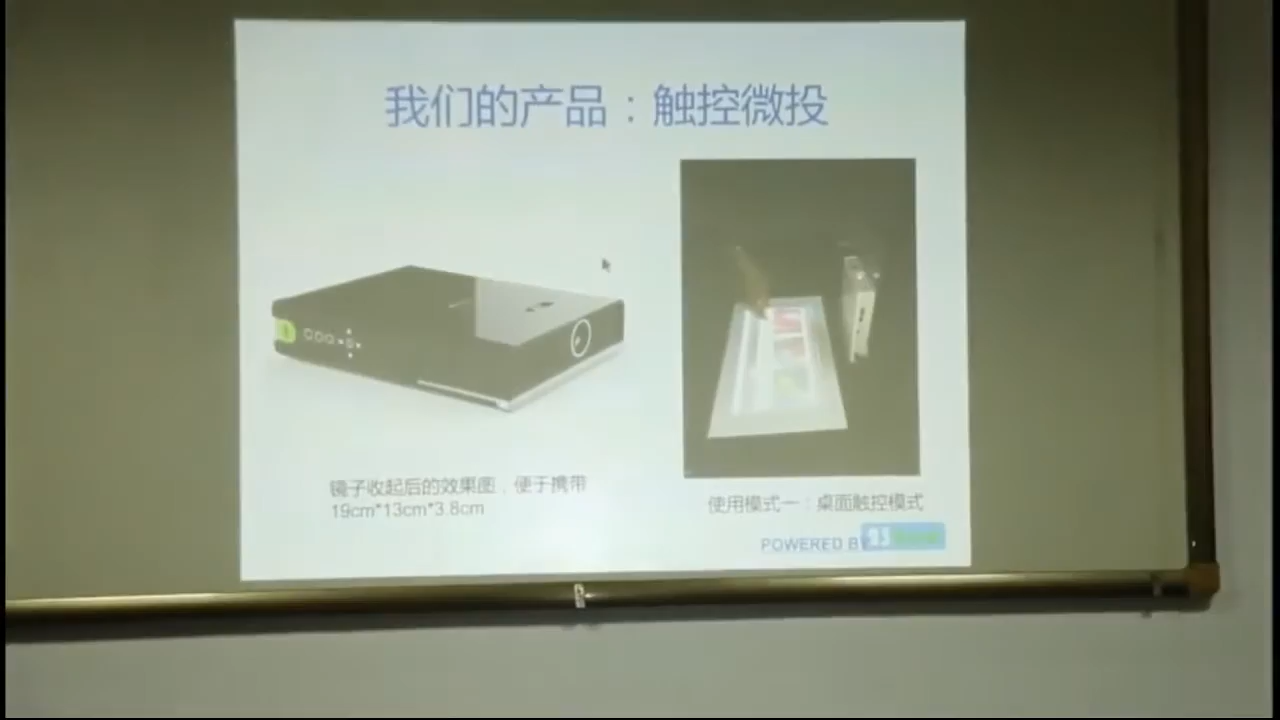 我们的产品：触控微投
镜子收起后的效果图，便于携带
19cm*13cm*3.8cm
使用模式一：桌面触控模式
POWERED BY